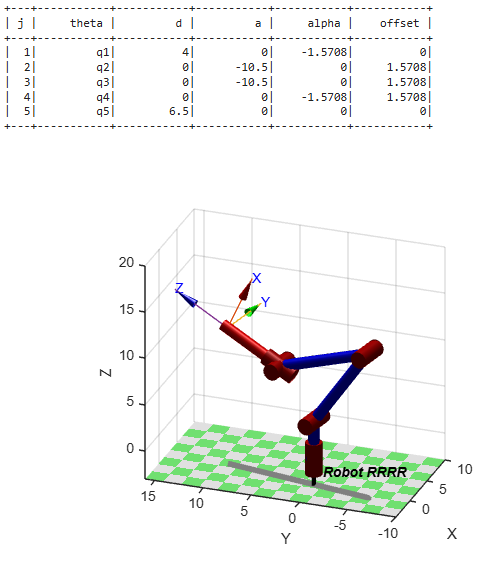 +---+-----------+-----------+-----------+-----------+-----------+
| j | theta | d | a | alpha | offset |
+---+-----------+-----------+-----------+-----------+-----------+
| 1| q1| 4| 0| -1.5708| 0|
| 2| q2| 0| -10.5| 0| 1.5708|
| 3| q3| 0| -10.5| 0| 1.5708|
| 4| q4| 0| 0| -1.5708| 1.5708|
| 5| q5| 6.5| 0| 0| 0|
+---+-----------+-----------+-----------+-----------+-----------+
20
15
10
5
0
Z
Z
X
Y
Robot RRRR
15
10
5
0
-5
-10
Y
10
5
0
X